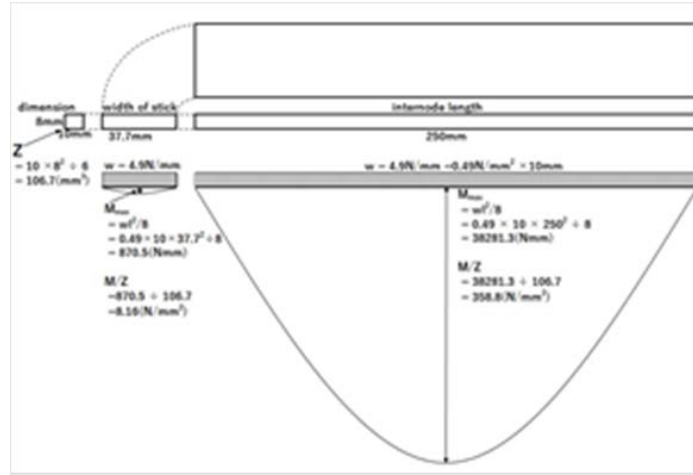 dimension
width of stick
internode length
8mm
10mm
37.7mm
250mm
Z
- 10 × 8² ÷ 6
- 106.7(mm³)
w - 4.9N/mm
w - 4.9N/mm -0.49N/mm² × 10mm
Mmax
- wl²/8
- 0.49 × 10 × 37.7² ÷ 8
- 870.5(Nmm)
M/Z
-870.5 ÷ 106.7
-8.16(N/mm²)
Mmax
- wl²/8
- 0.49 × 10 × 250² ÷ 8
- 38281.3(Nmm)
M/Z
- 38281.3 ÷ 106.7
- 358.8(N/mm²)